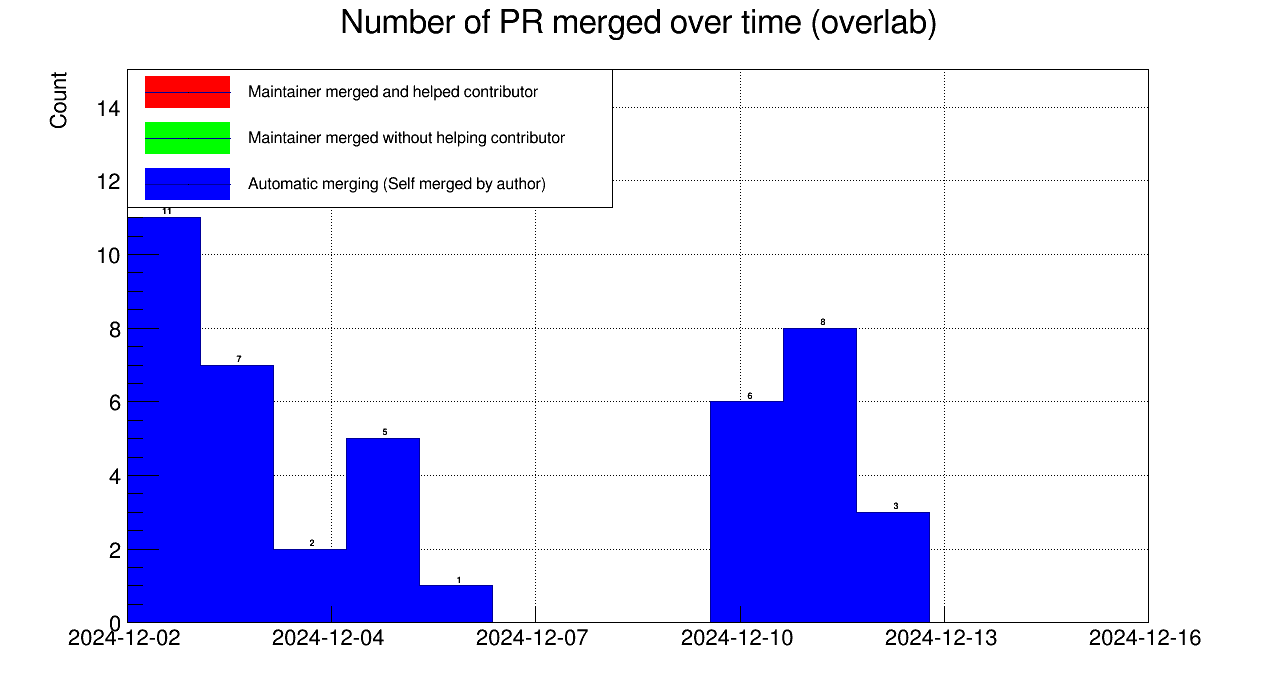 Number of PR merged over time (overlab)
Count
Maintainer merged and helped contributor
Maintainer merged without helping contributor
Automatic merging (Self merged by author)
14
12
10
8
6
4
2
0
11
7
2
5
1
6
8
3
2024-12-02 2024-12-04 2024-12-07 2024-12-10 2024-12-13 2024-12-16